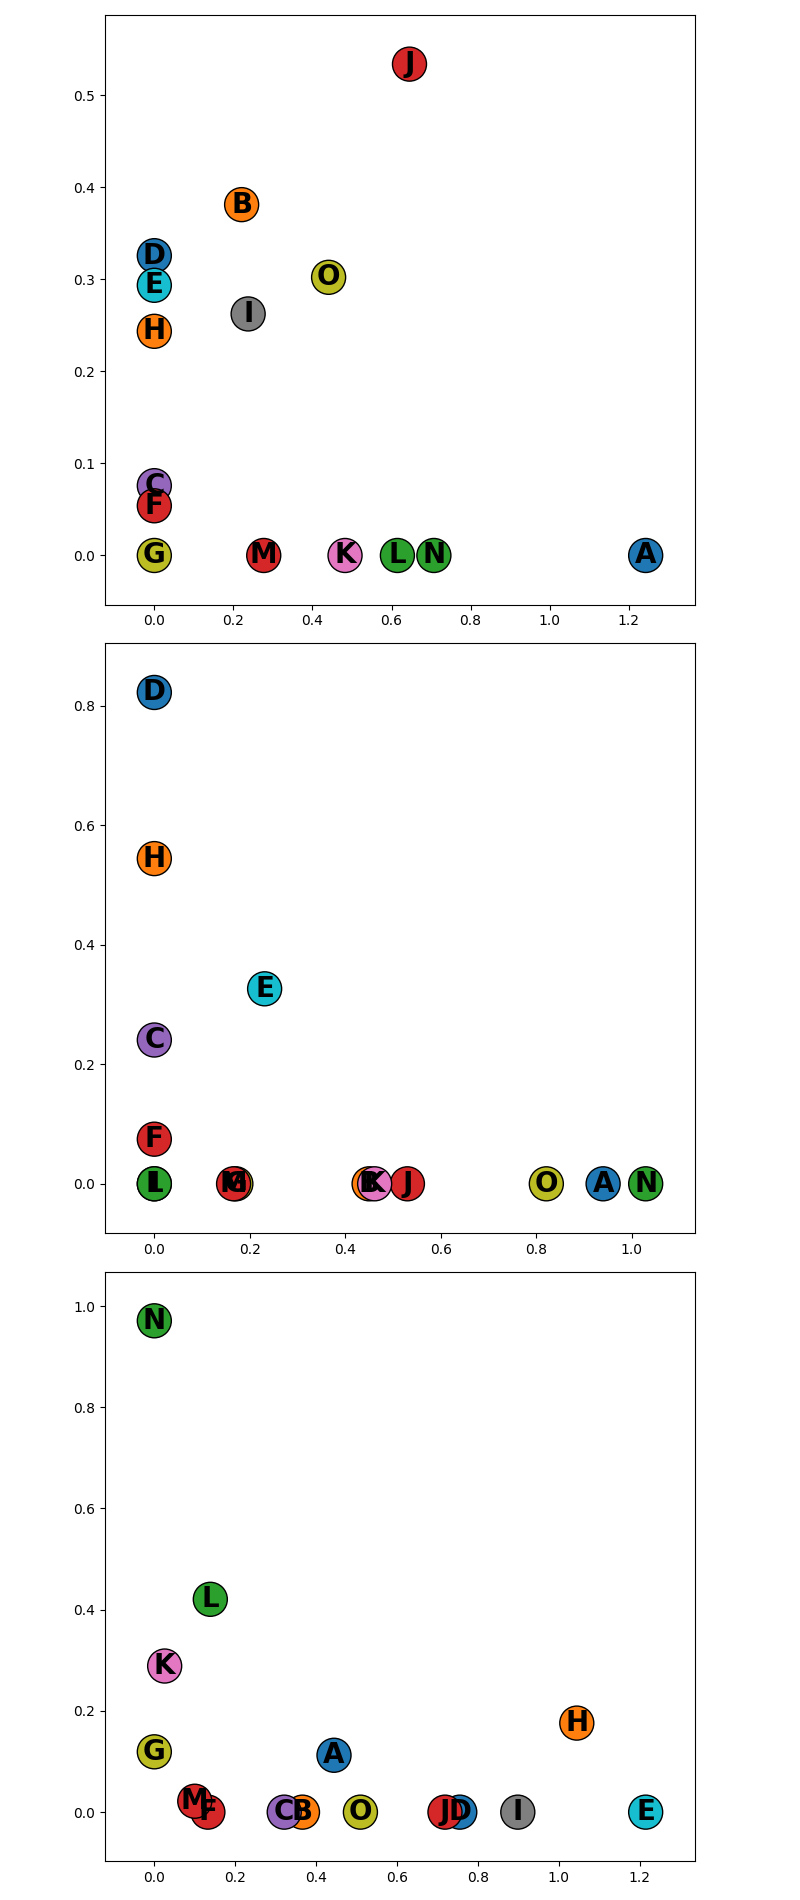 J
0.5
B
0.4
D
0.3
E
O
I
H
0.2
0.1
C
F
0.0
G M K L N A
0.0 0.2 0.4 0.6 0.8 1.0 1.2
D
0.8
0.6
H
0.4
E
C
0.2
F
0.0
L M K J O A N
0.0 0.2 0.4 0.6 0.8 1.0
1.0
N
0.8
0.6
0.4
L
K
0.2
H
G
A
M
0.0
F C B O J D I E
0.0 0.2 0.4 0.6 0.8 1.0 1.2